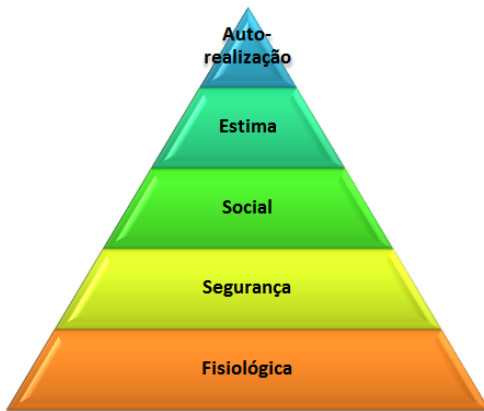 Auto-
realização
Estima
Social
Segurança
Fisiológica